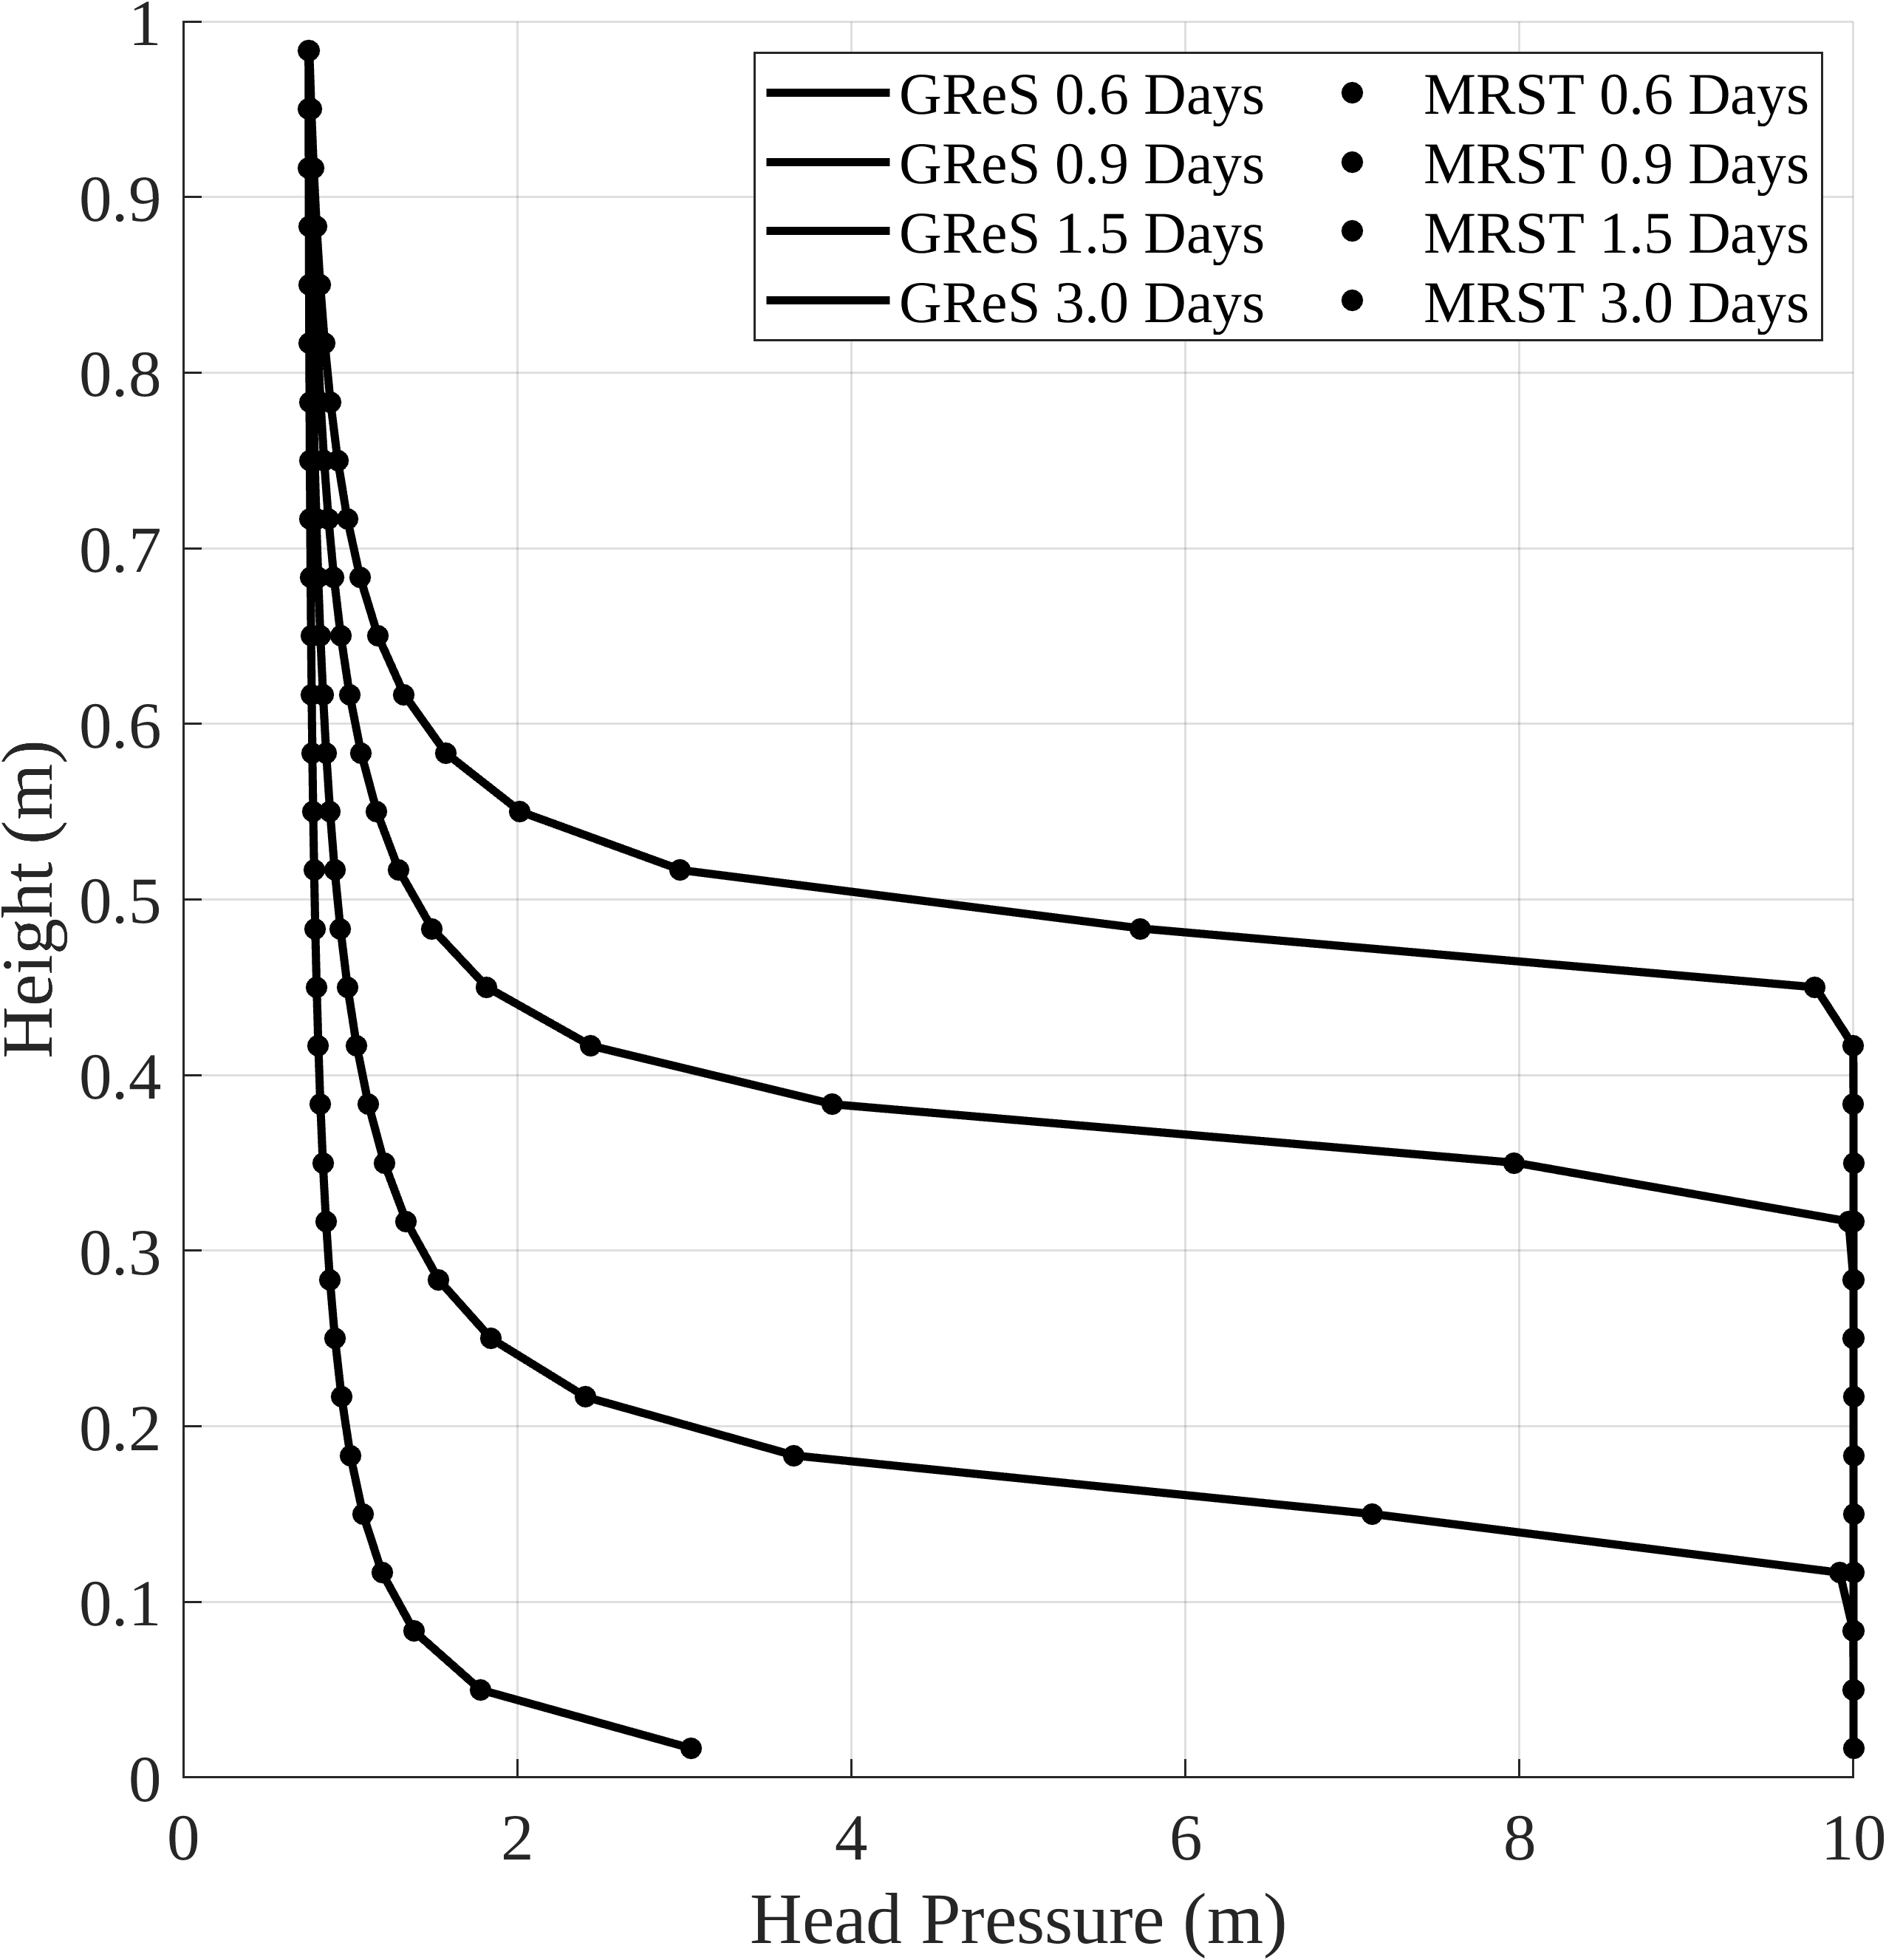 1
0.9
0.8
0.7
0.6
0.5
0.4
0.3
0.2
0.1
0
Height (m)
GReS 0.6 Days MRST 0.6 Days
GReS 0.9 Days MRST 0.9 Days
GReS 1.5 Days MRST 1.5 Days
GReS 3.0 Days MRST 3.0 Days
0 2 4 6 8 10
Head Pressure (m)